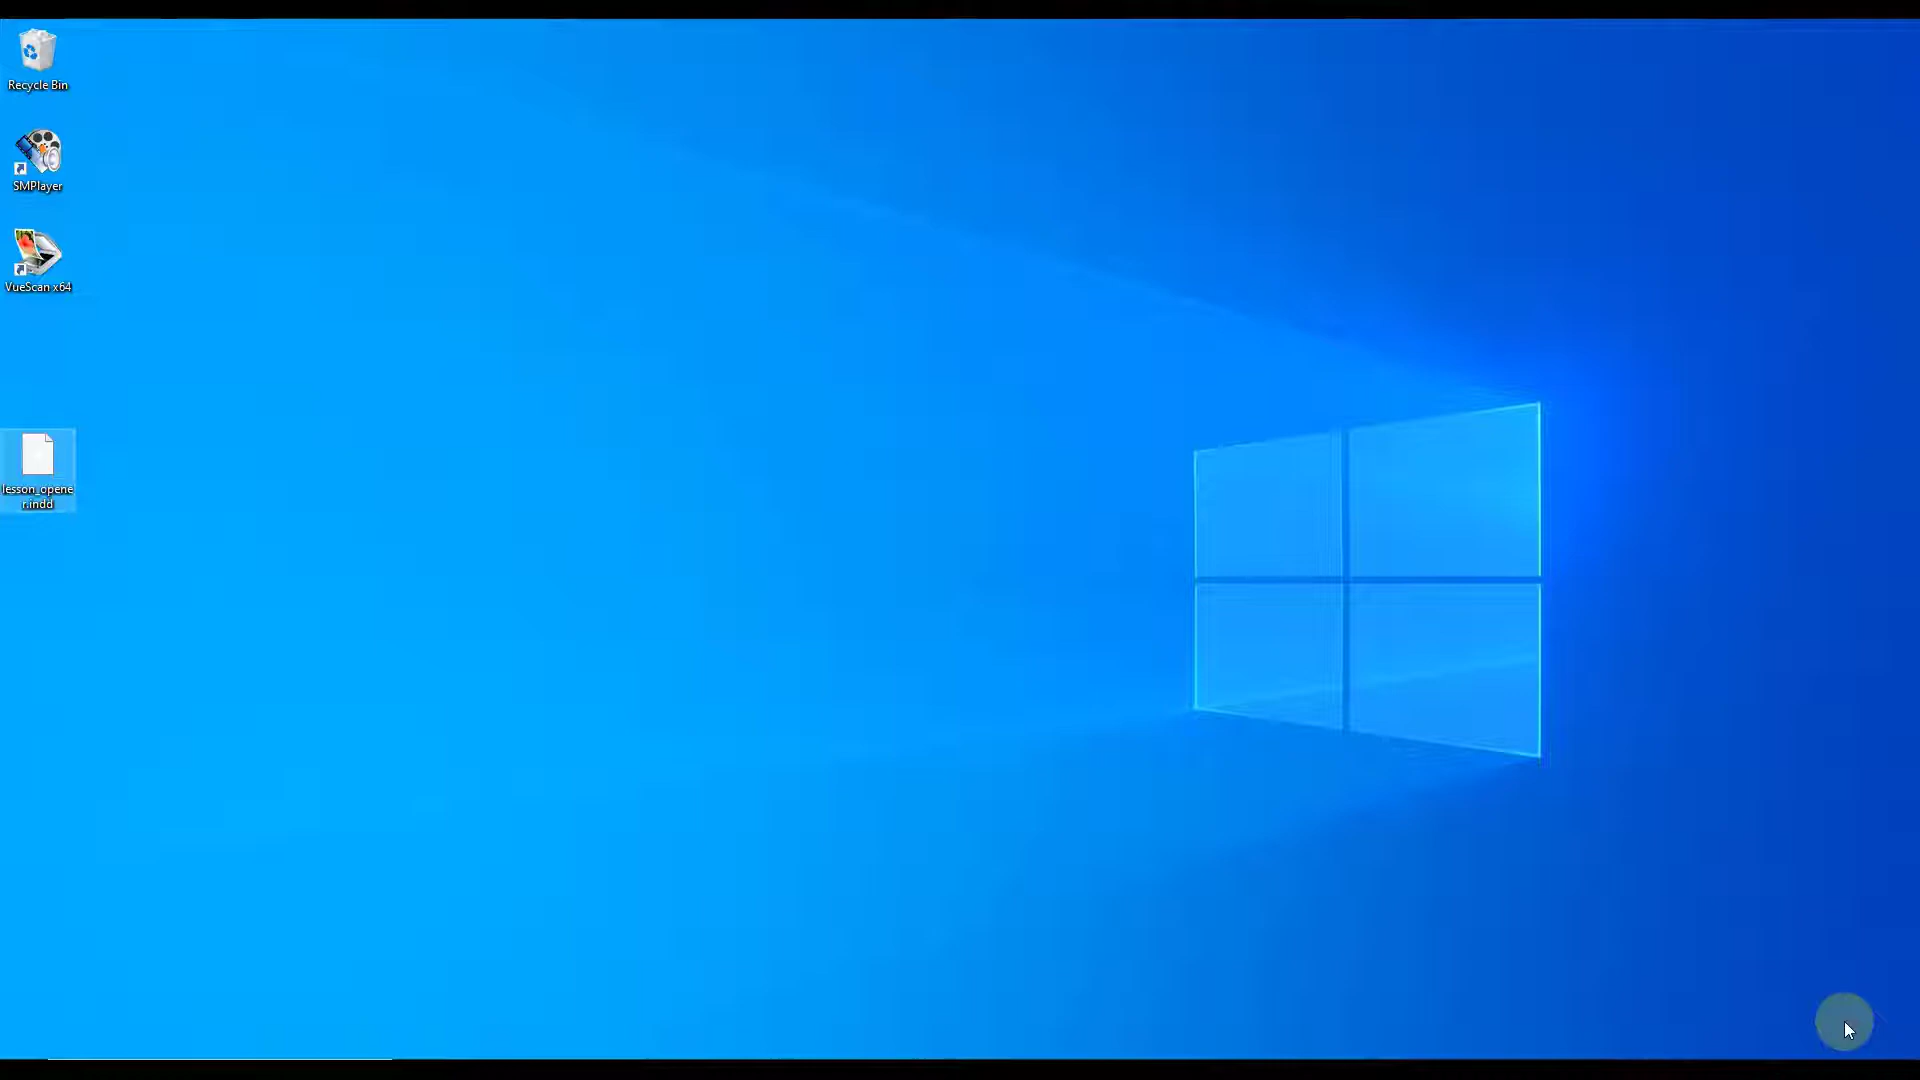 Recycle Bin
SMPlayer
VueScan x64
lesson_opene
r.indd